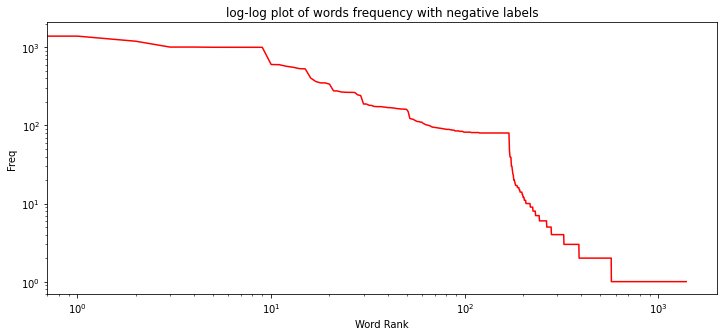 log-log plot of words frequency with negative labels
10³
10²
10¹
10⁰
Freq
10⁰ 10¹ 10² 10³
Word Rank